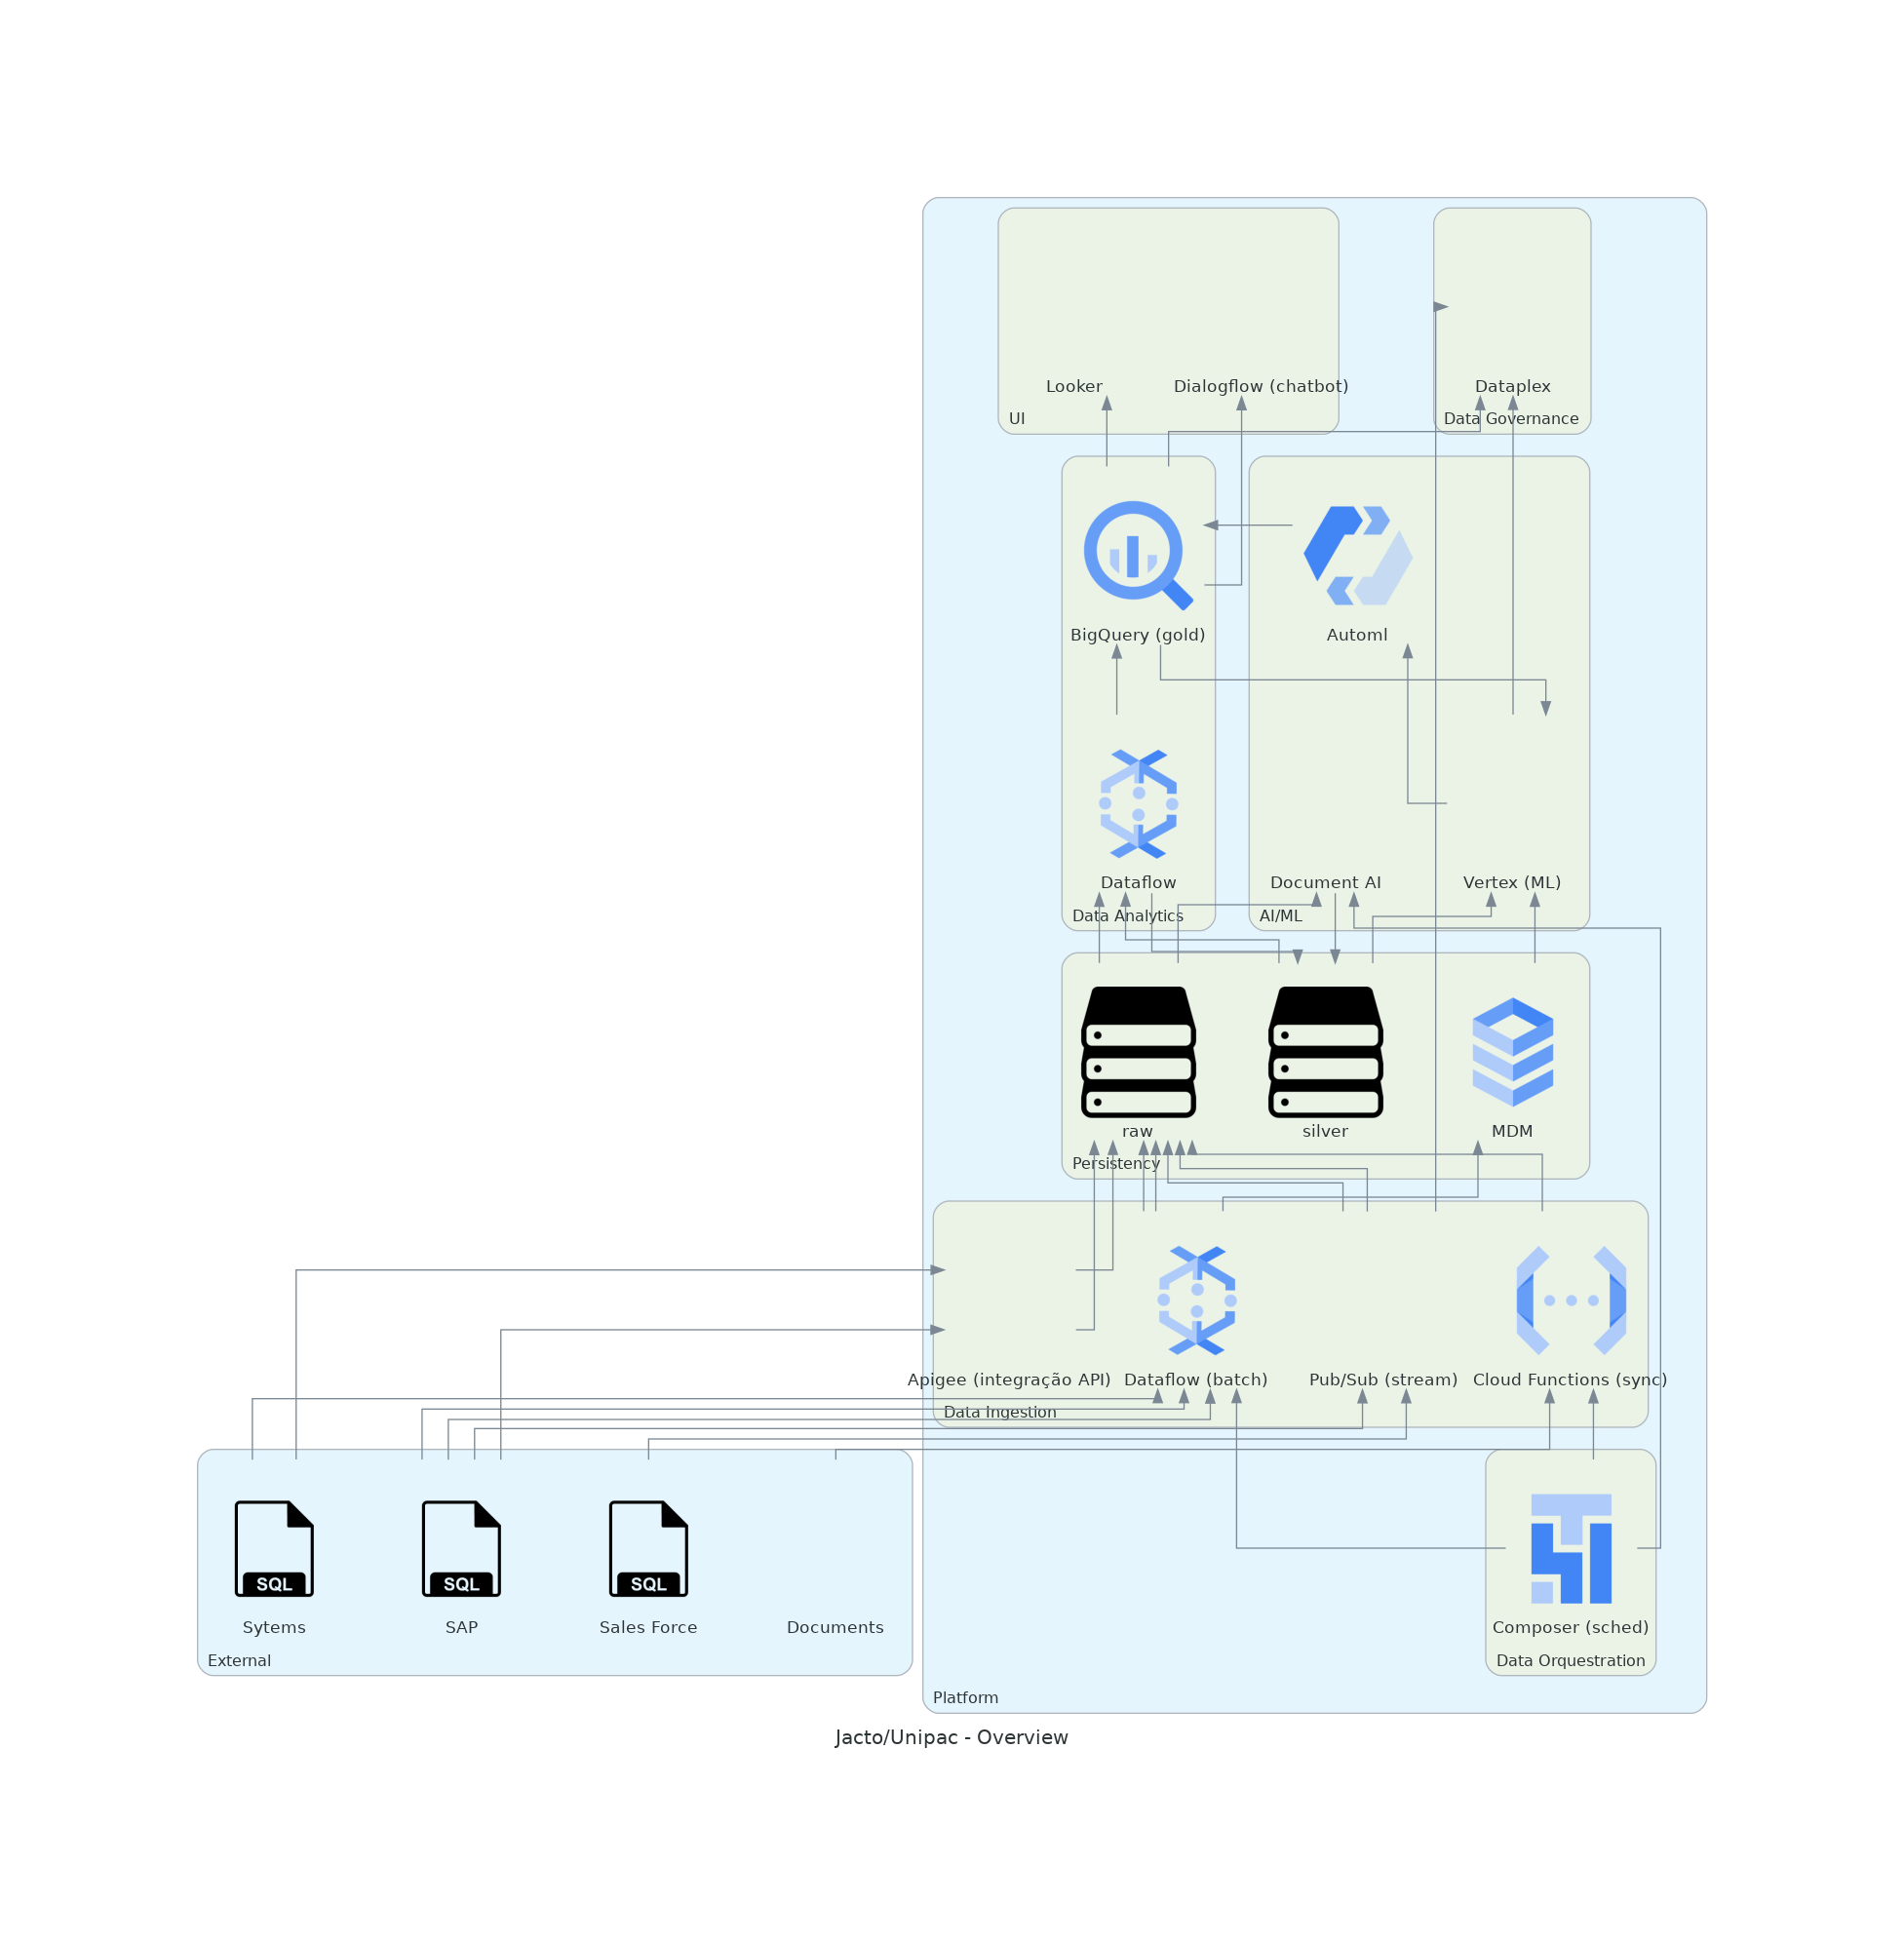 Looker
Dialogflow (chatbot)
Dataplex
UI
Data Governance
BigQuery (gold)
Automl
Dataflow
Document AI
Vertex (ML)
Data Analytics
AI/ML
raw
silver
MDM
Persistency
Apigee (integração API)
Dataflow (batch)
Pub/Sub (stream)
Cloud Functions (sync)
Data Ingestion
SQL
SQL
SQL
Sytems
SAP
Sales Force
Documents
Composer (sched)
External
Data Orquestration
Platform
Jacto/Unipac - Overview